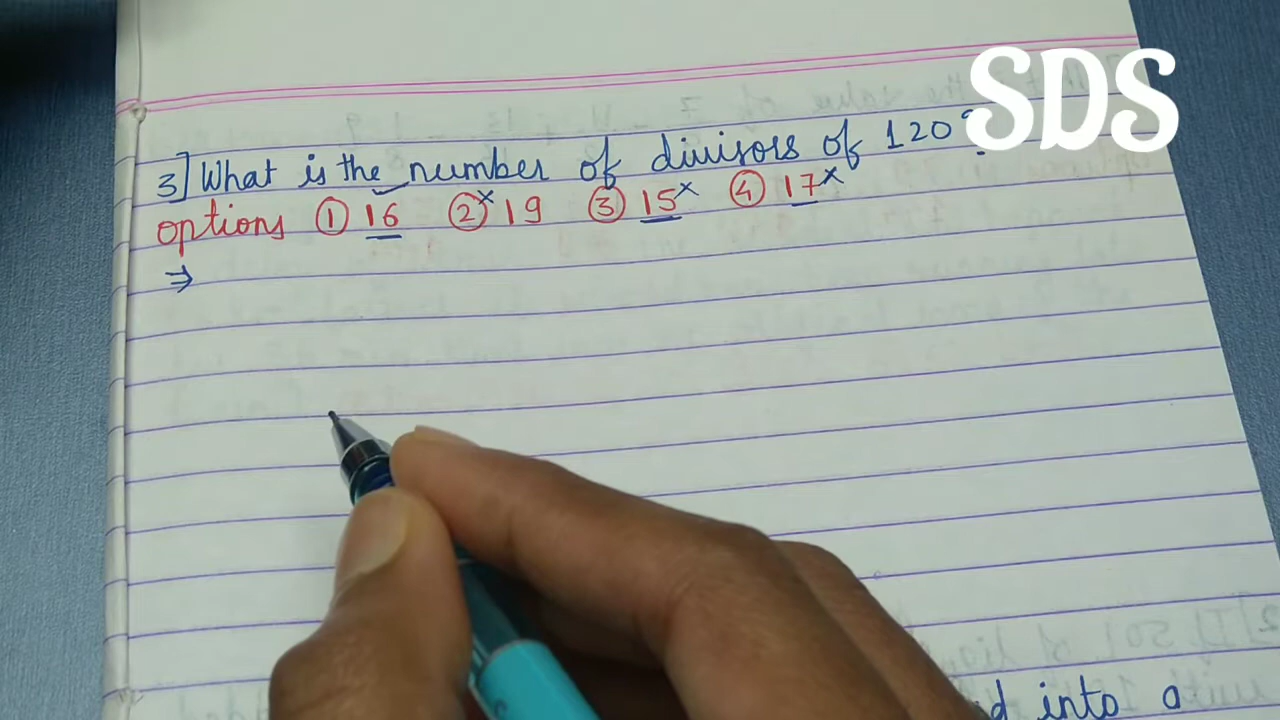 SDS
3] What is the number of divisors of 120?
options ① 16 ② 19 ③ 15 ④ 17
⇒
into a